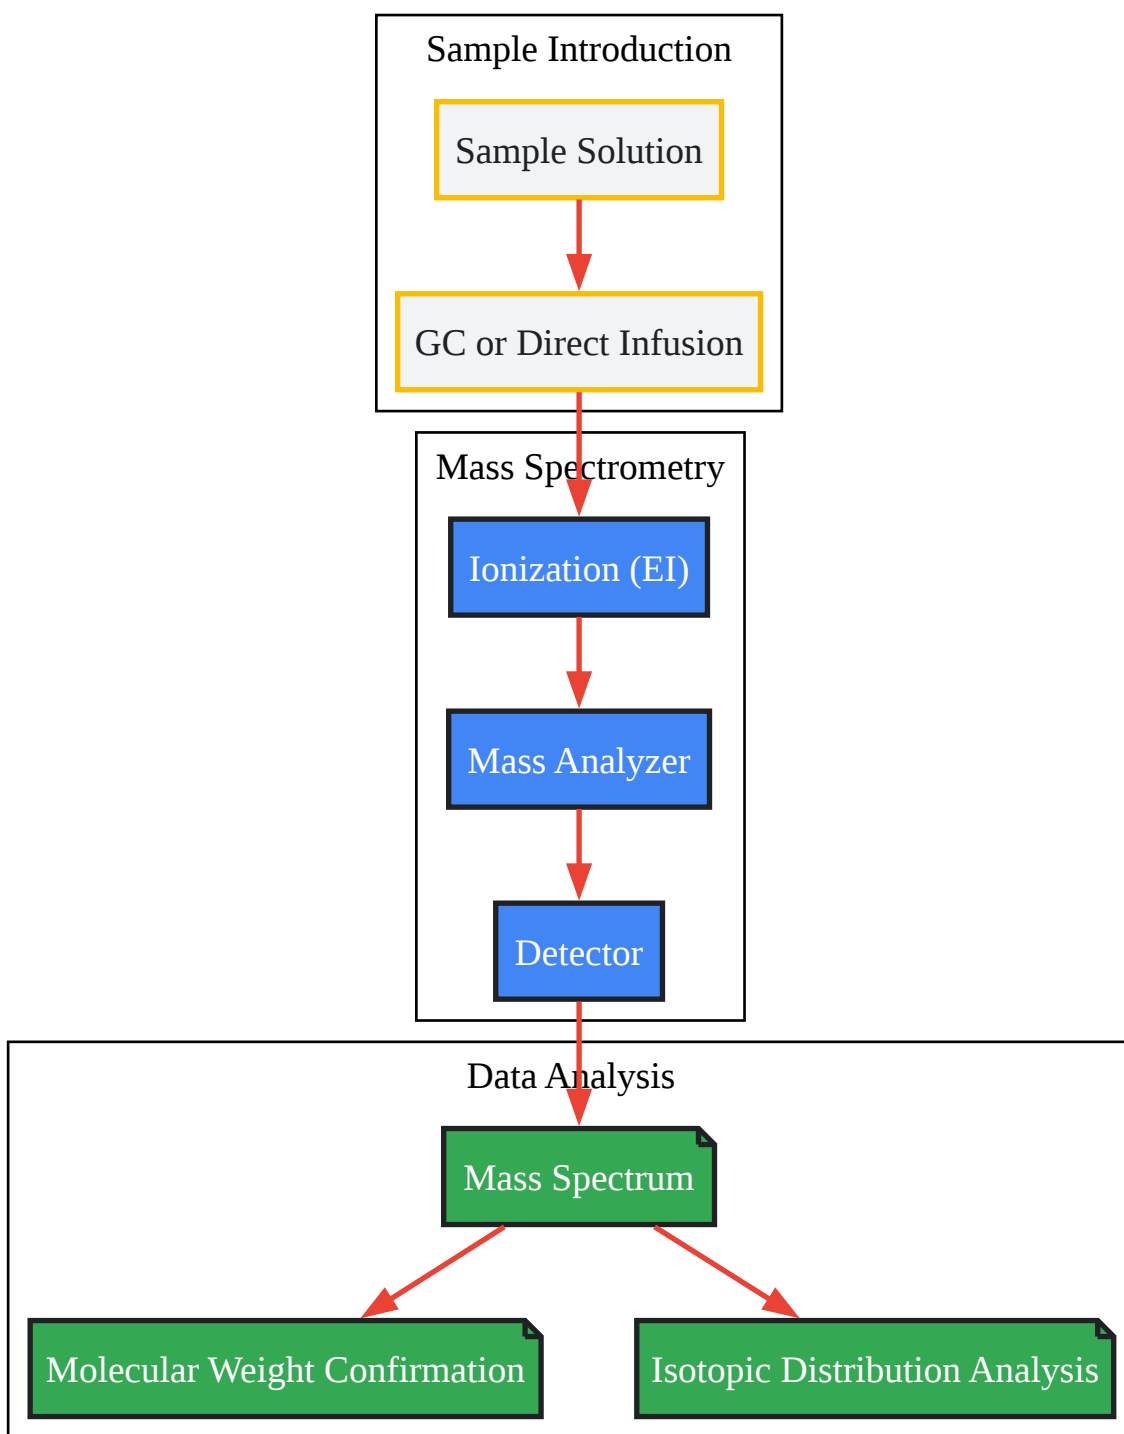 Sample Introduction
Sample Solution
GC or Direct Infusion
Mass Spectrometry
Ionization (EI)
Mass Analyzer
Detector
Data Analysis
Mass Spectrum
Molecular Weight Confirmation
Isotopic Distribution Analysis